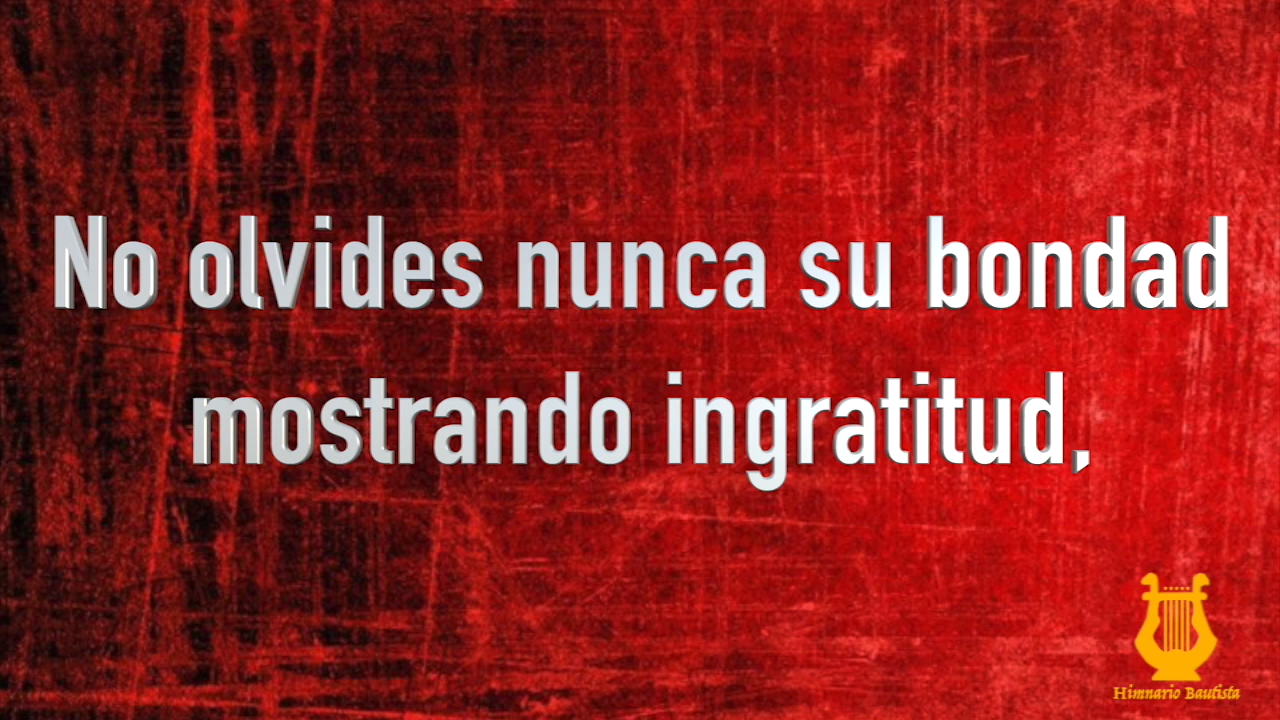 No olvides nunca su bondad
mostrando ingratitud,
Himnario Bautista